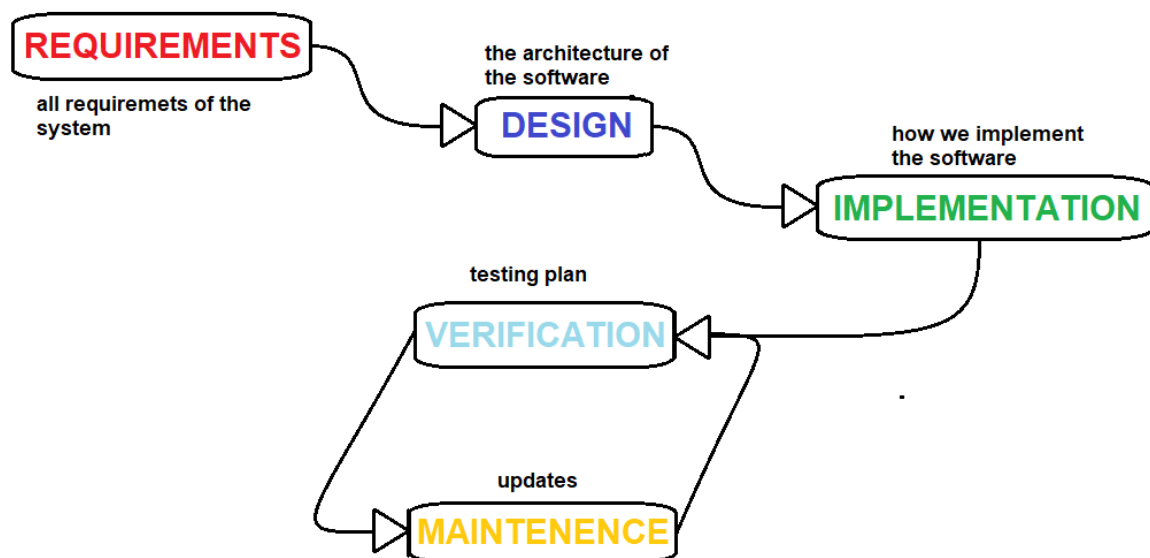 REQUIREMENTS
all requiremets of the
system
the architecture of
the software
DESIGN
how we implement
the software
IMPLEMENTATION
testing plan
VERIFICATION
updates
MAINTENENCE